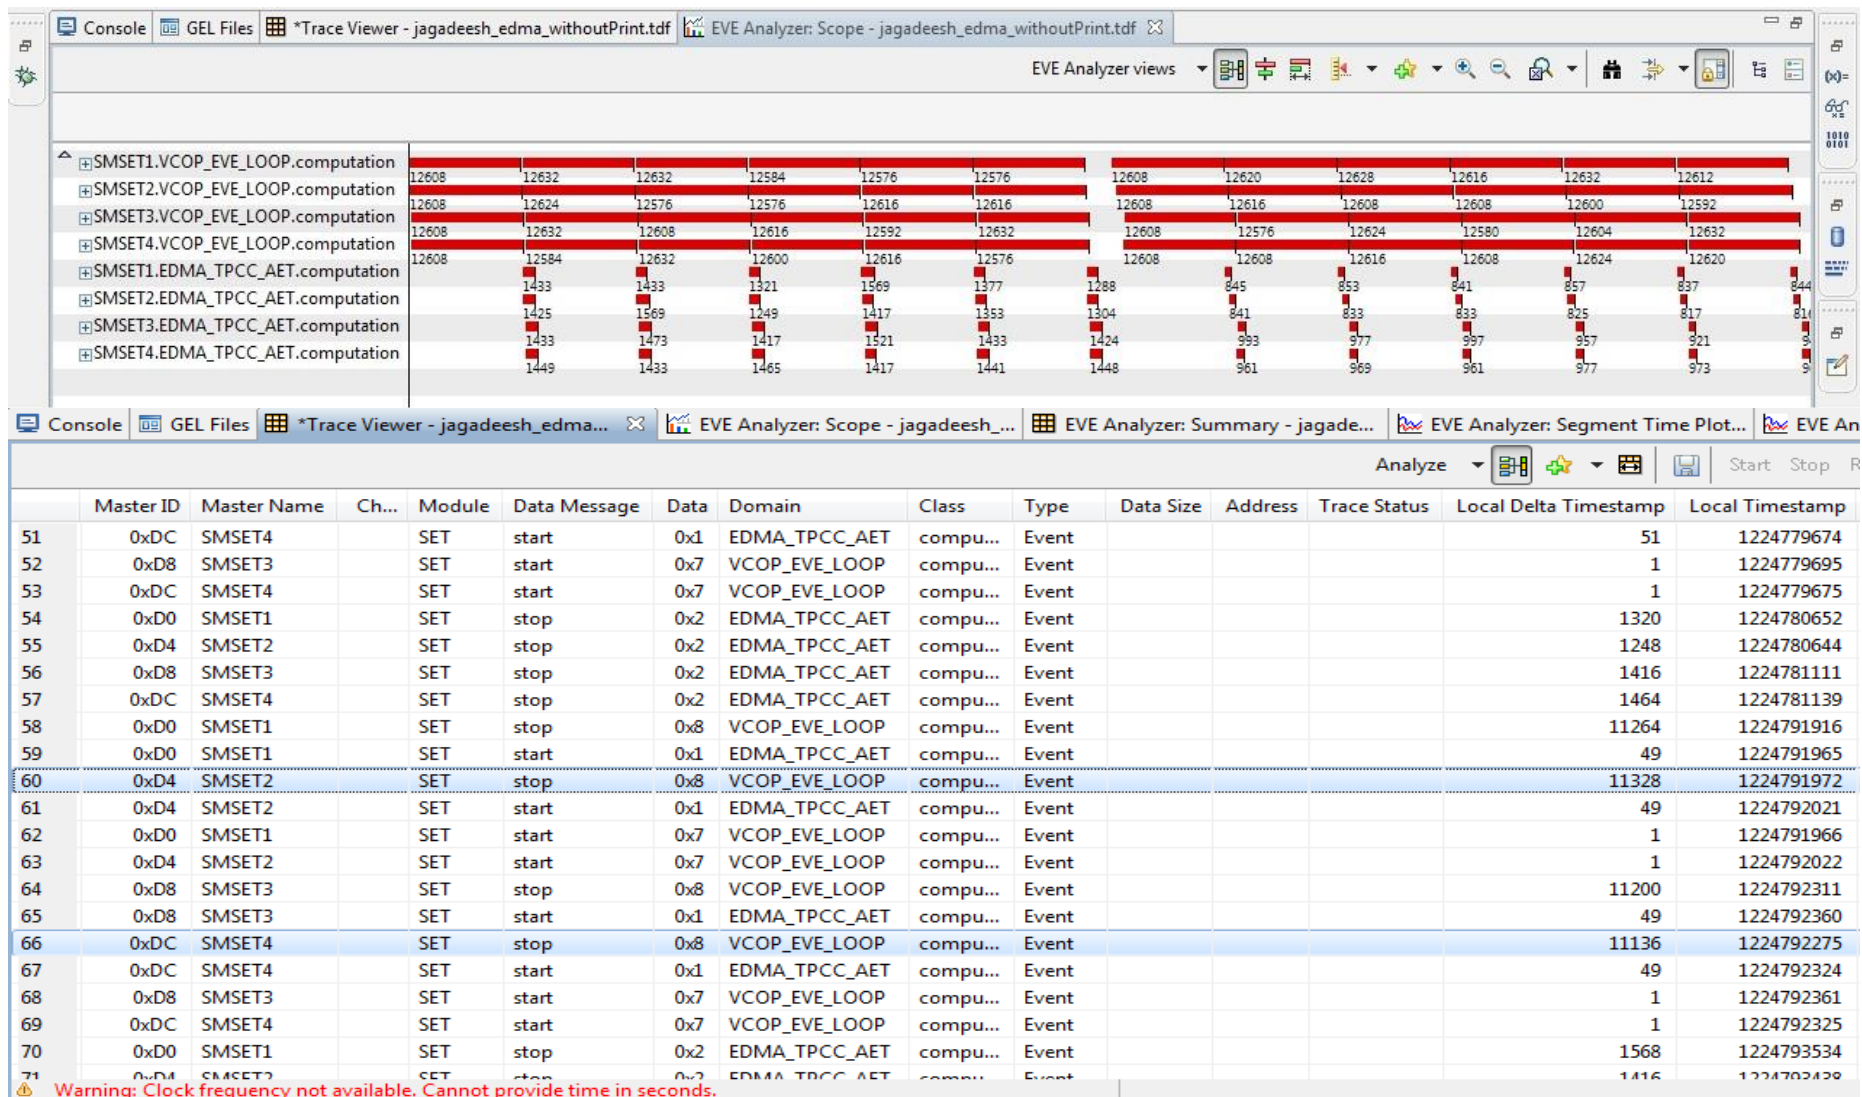 Console GEL Files *Trace Viewer - jagadeesh_edma_withoutPrint.tdf EVE Analyzer: Scope - jagadeesh_edma_withoutPrint.tdf
EVE Analyzer views
(x)=
1010
0101
SMSET1.VCOP_EVE_LOOP.computation
12608 12632 12632 12584 12576 12576 12608 12620 12628 12616 12632 12612
SMSET2.VCOP_EVE_LOOP.computation
12608 12624 12576 12576 12616 12616 12608 12616 12608 12608 12600 12592
SMSET3.VCOP_EVE_LOOP.computation
12608 12632 12608 12616 12592 12632 12608 12576 12624 12580 12604 12632
SMSET4.VCOP_EVE_LOOP.computation
12608 12584 12632 12600 12616 12576 12608 12608 12616 12608 12624 12620
SMSET1.EDMA_TPCC_AET.computation
1433 1433 1321 1569 1377 1288 845 853 841 857 837 844
SMSET2.EDMA_TPCC_AET.computation
1425 1569 1249 1417 1353 1304 841 833 833 825 817
SMSET3.EDMA_TPCC_AET.computation
1433 1473 1417 1521 1433 1424 993 977 997 957 921
SMSET4.EDMA_TPCC_AET.computation
1449 1433 1465 1417 1441 1448 961 969 961 977 973
Console GEL Files *Trace Viewer - jagadeesh_edma... EVE Analyzer: Scope - jagadeesh_... EVE Analyzer: Summary - jagade... EVE Analyzer: Segment Time Plot... EVE An
Analyze Start Stop R
Master ID Master Name Ch... Module Data Message Data Domain Class Type Data Size Address Trace Status Local Delta Timestamp Local Timestamp
51 0xDC SMSET4 SET start 0x1 EDMA_TPCC_AET compu... Event 51 1224779674
52 0xD8 SMSET3 SET start 0x7 VCOP_EVE_LOOP compu... Event 1 1224779695
53 0xDC SMSET4 SET start 0x7 VCOP_EVE_LOOP compu... Event 1 1224779675
54 0xD0 SMSET1 SET stop 0x2 EDMA_TPCC_AET compu... Event 1320 1224780652
55 0xD4 SMSET2 SET stop 0x2 EDMA_TPCC_AET compu... Event 1248 1224780644
56 0xD8 SMSET3 SET stop 0x2 EDMA_TPCC_AET compu... Event 1416 1224781111
57 0xDC SMSET4 SET stop 0x2 EDMA_TPCC_AET compu... Event 1464 1224781139
58 0xD0 SMSET1 SET stop 0x8 VCOP_EVE_LOOP compu... Event 11264 1224791916
59 0xD0 SMSET1 SET start 0x1 EDMA_TPCC_AET compu... Event 49 1224791965
60 0xD4 SMSET2 SET stop 0x8 VCOP_EVE_LOOP compu... Event 11328 1224791972
61 0xD4 SMSET2 SET start 0x1 EDMA_TPCC_AET compu... Event 49 1224792021
62 0xD0 SMSET1 SET start 0x7 VCOP_EVE_LOOP compu... Event 1 1224791966
63 0xD4 SMSET2 SET start 0x7 VCOP_EVE_LOOP compu... Event 1 1224792022
64 0xD8 SMSET3 SET stop 0x8 VCOP_EVE_LOOP compu... Event 11200 1224792311
65 0xD8 SMSET3 SET start 0x1 EDMA_TPCC_AET compu... Event 49 1224792360
66 0xDC SMSET4 SET stop 0x8 VCOP_EVE_LOOP compu... Event 11136 1224792275
67 0xDC SMSET4 SET start 0x1 EDMA_TPCC_AET compu... Event 49 1224792324
68 0xD8 SMSET3 SET start 0x7 VCOP_EVE_LOOP compu... Event 1 1224792361
69 0xDC SMSET4 SET start 0x7 VCOP_EVE_LOOP compu... Event 1 1224792325
70 0xD0 SMSET1 SET stop 0x2 EDMA_TPCC_AET compu... Event 1568 1224793534
71 0xD4 SMSET2 SET stop 0x2 EDMA_TPCC_AET compu... Event 1416 1224793438
Warning: Clock frequency not available. Cannot provide time in seconds.